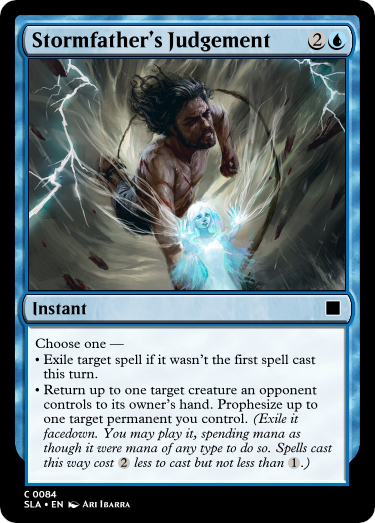 Stormfather's Judgement 2
Instant
Choose one —
• Exile target spell if it wasn't the first spell cast
this turn.
• Return up to one target creature an opponent
controls to its owner's hand. Prophesize up to
one target permanent you control. (Exile it
facedown. You may play it, spending mana as
though it were mana of any type to do so. Spells cast
this way cost 2 less to cast but not less than 1.)
C 0084
SLA • EN Ari Ibarra